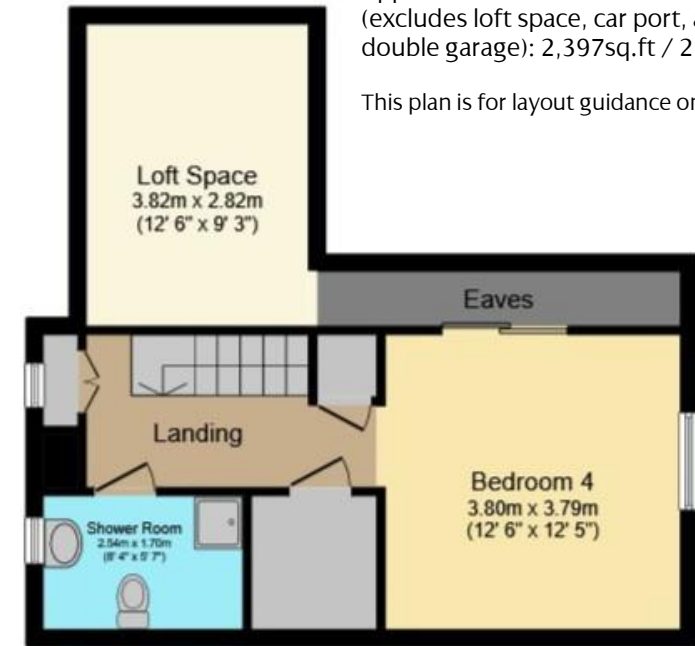 (excludes loft space, car port,
double garage): 2,397sq.ft / 2
This plan is for layout guidance
Loft Space
3.82m x 2.82m
(12' 6" x 9' 3")
Eaves
Landing
Bedroom 4
3.80m x 3.79m
(12' 6" x 12' 5")
Shower Room
2.54m x 1.70m
(8' 4" x 5' 7")